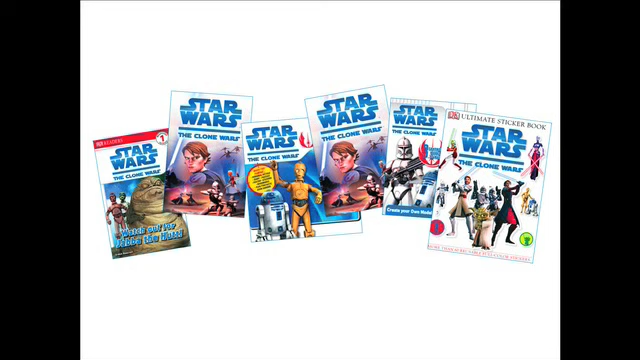 DK READERS
1
STAR WARS
THE CLONE WARS
Watch out for
Jabba the Hutt!
STAR WARS
THE CLONE WARS
STAR WARS
THE CLONE WARS
STAR WARS
THE CLONE WARS
STAR WARS
THE CLONE WARS
Create your Own Model
DK ULTIMATE STICKER BOOK
STAR WARS
THE CLONE WARS